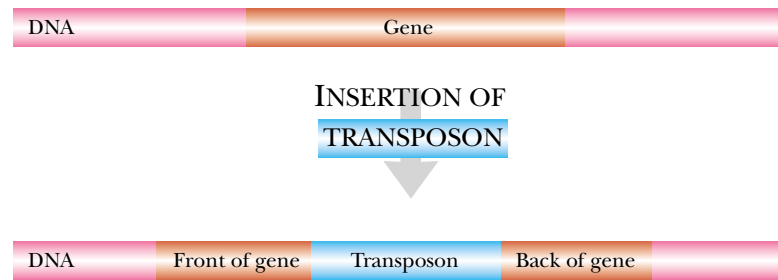 DNA Gene
INSERTION OF
TRANSPOSON
DNA Front of gene Transposon Back of gene